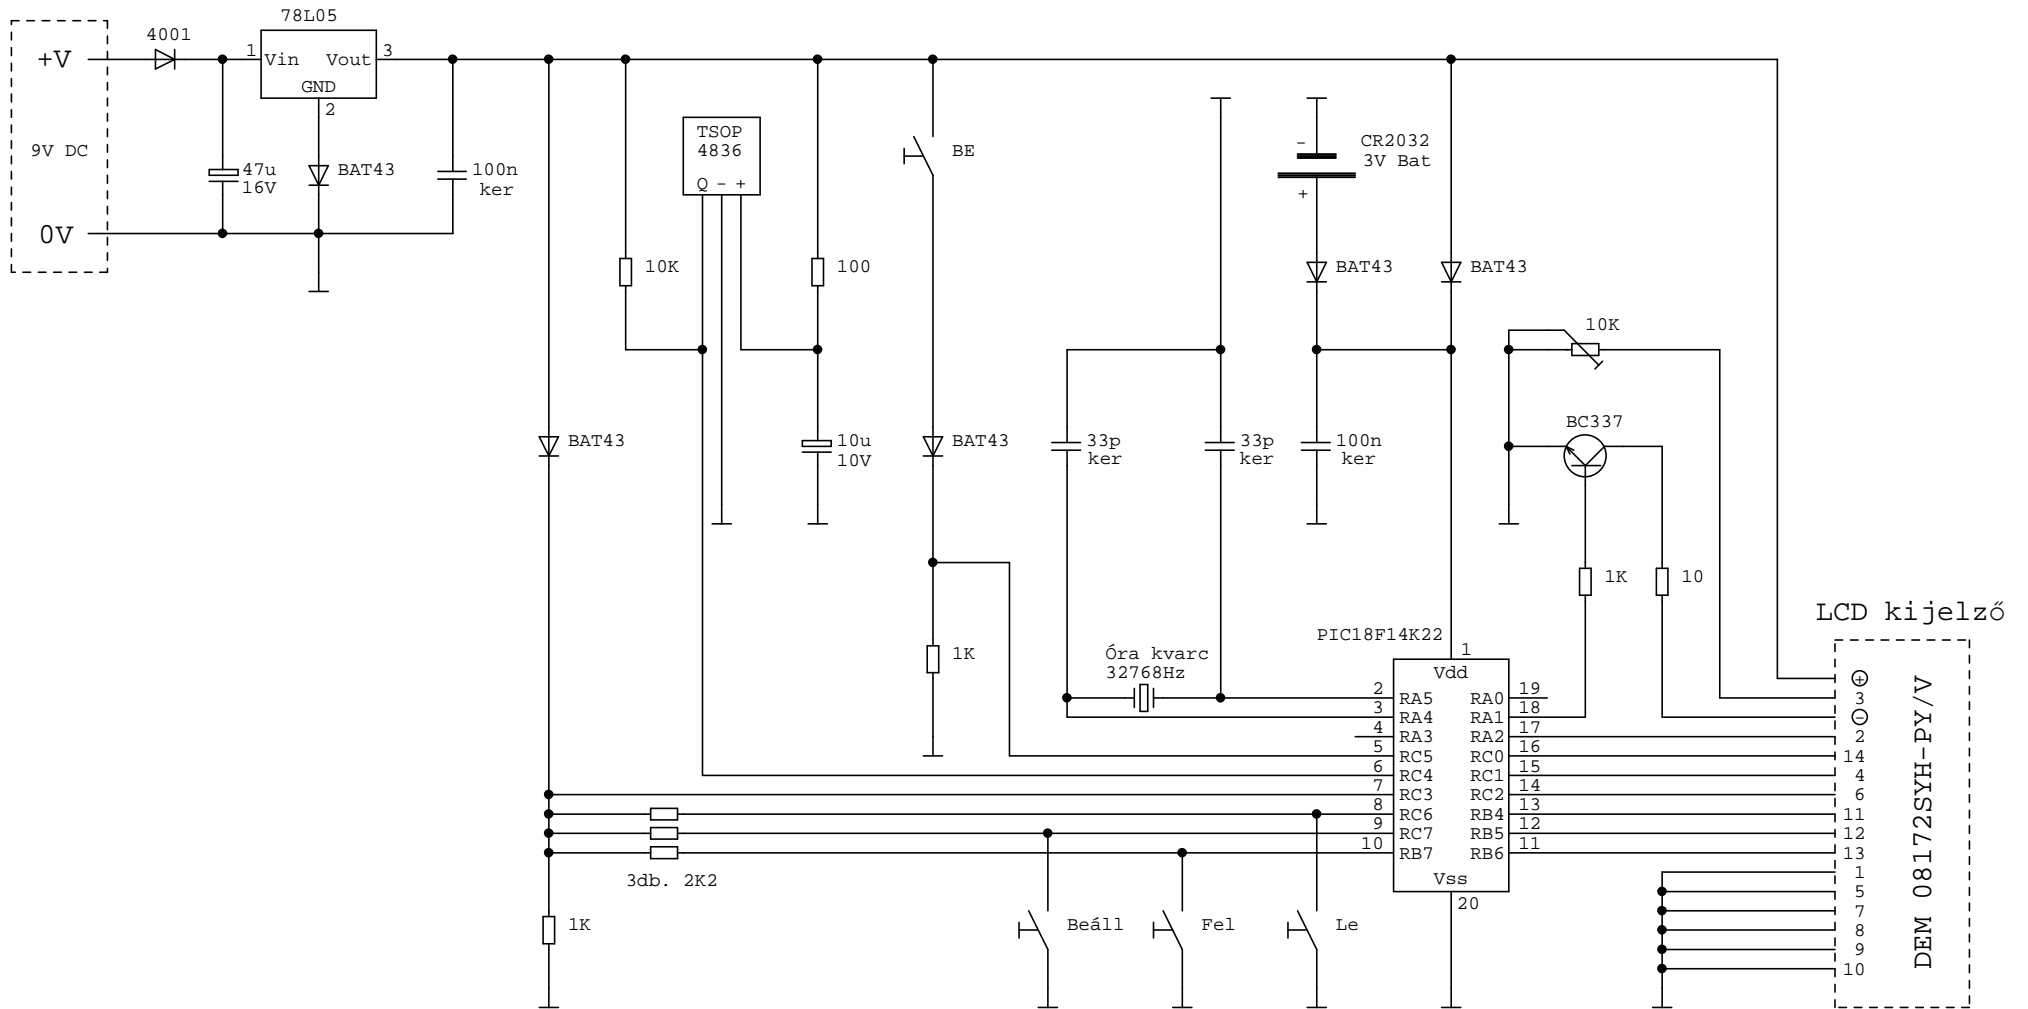 78L05
4001
+V
1
Vin
Vout
3
GND
2
9V DC
47u
16V
BAT43
100n
ker
0V
TSOP
4836
Q - +
10K
100
BE
CR2032
3V Bat
-
+
BAT43
BAT43
10K
BC337
BAT43
10u
10V
BAT43
33p
ker
33p
ker
100n
ker
1K
10
LCD kijelző
PIC18F14K22
1K
Óra kvarc
32768Hz
1
Vdd
2 RA5 RA0 19
3 RA4 RA1 18
4 RA3 RA2 17
5 RC5 RC0 16
6 RC4 RC1 15
7 RC3 RC2 14
8 RC6 RB4 13
9 RC7 RB5 12
10 RB7 RB6 11
Vss
20
+
3
-
2
14
4
6
11
12
13
1
5
7
8
9
10
DEM 08172SYH-PY/V
3db. 2K2
1K
Beáll
Fel
Le